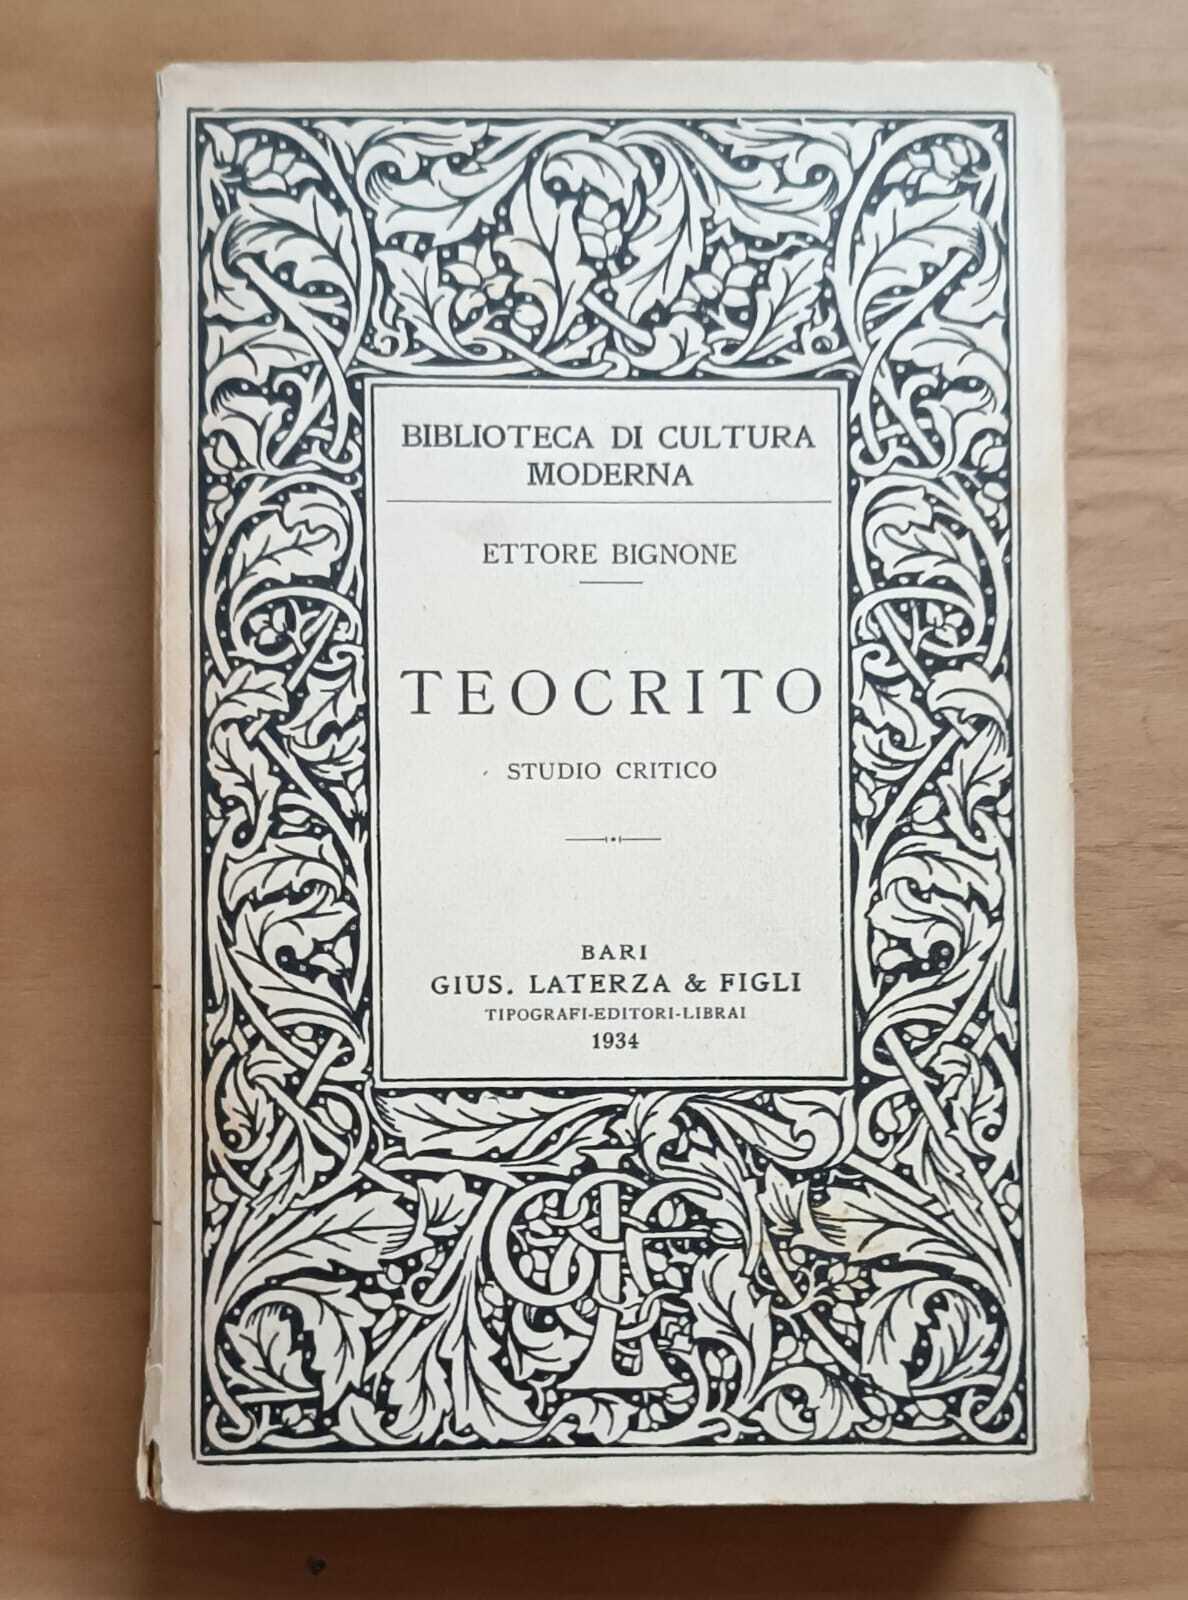 BIBLIOTECA DI CULTURA
MODERNA
ETTORE BIGNONE
TEOCRITO
STUDIO CRITICO
BARI
GIUS. LATERZA & FIGLI
TIPOGRAFI-EDITORI-LIBRAI
1934